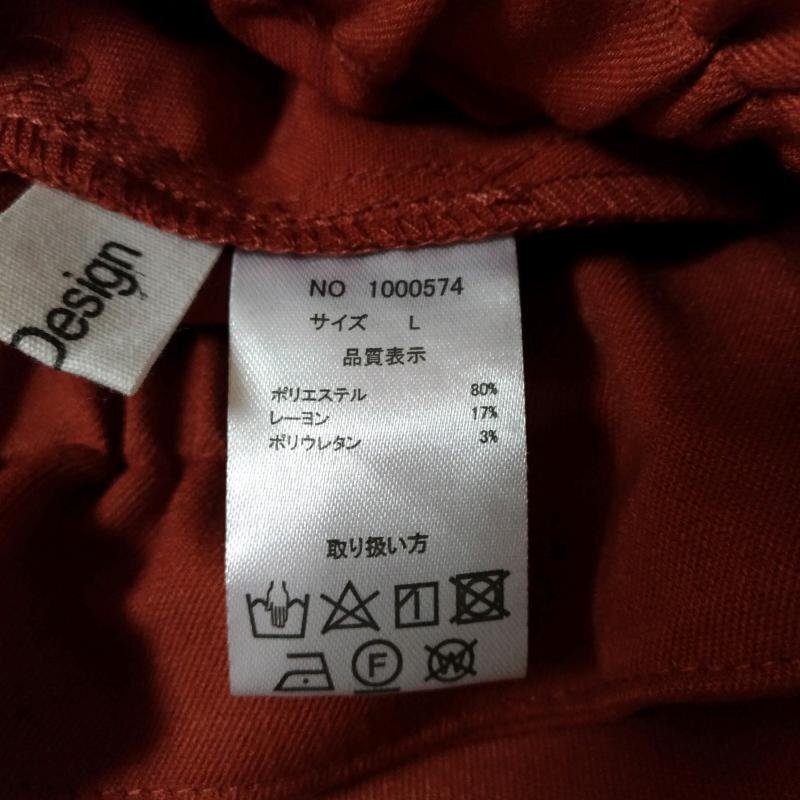 Design
NO 1000574
サイズ L
品質表示
ポリエステル 80%
レーヨン 17%
ポリウレタン 3%
取り扱い方
F
W